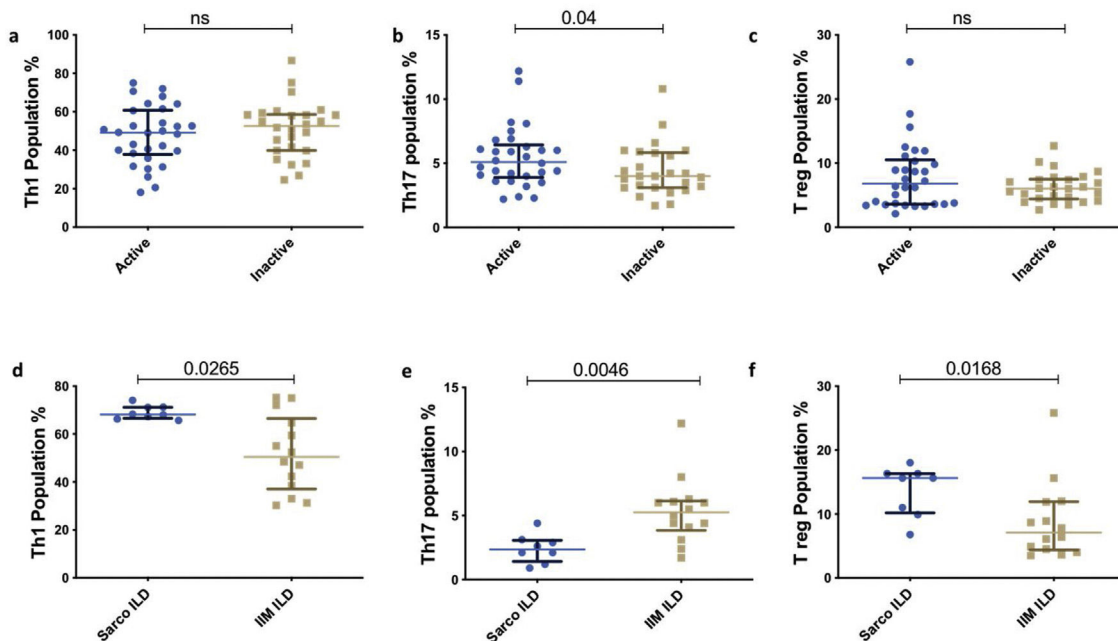 a
ns
Th1 Population %
100
80
60
40
20
0
Active
Inactive
b
0.04
Th17 population %
15
10
5
0
Active
Inactive
c
ns
T reg Population %
30
20
10
0
Active
Inactive
d
0.0265
Th1 Population %
80
60
40
20
0
Sarco ILD
IIM ILD
e
0.0046
Th17 population %
15
10
5
0
Sarco ILD
IIM ILD
f
0.0168
T reg Population %
30
20
10
0
Sarco ILD
IIM ILD